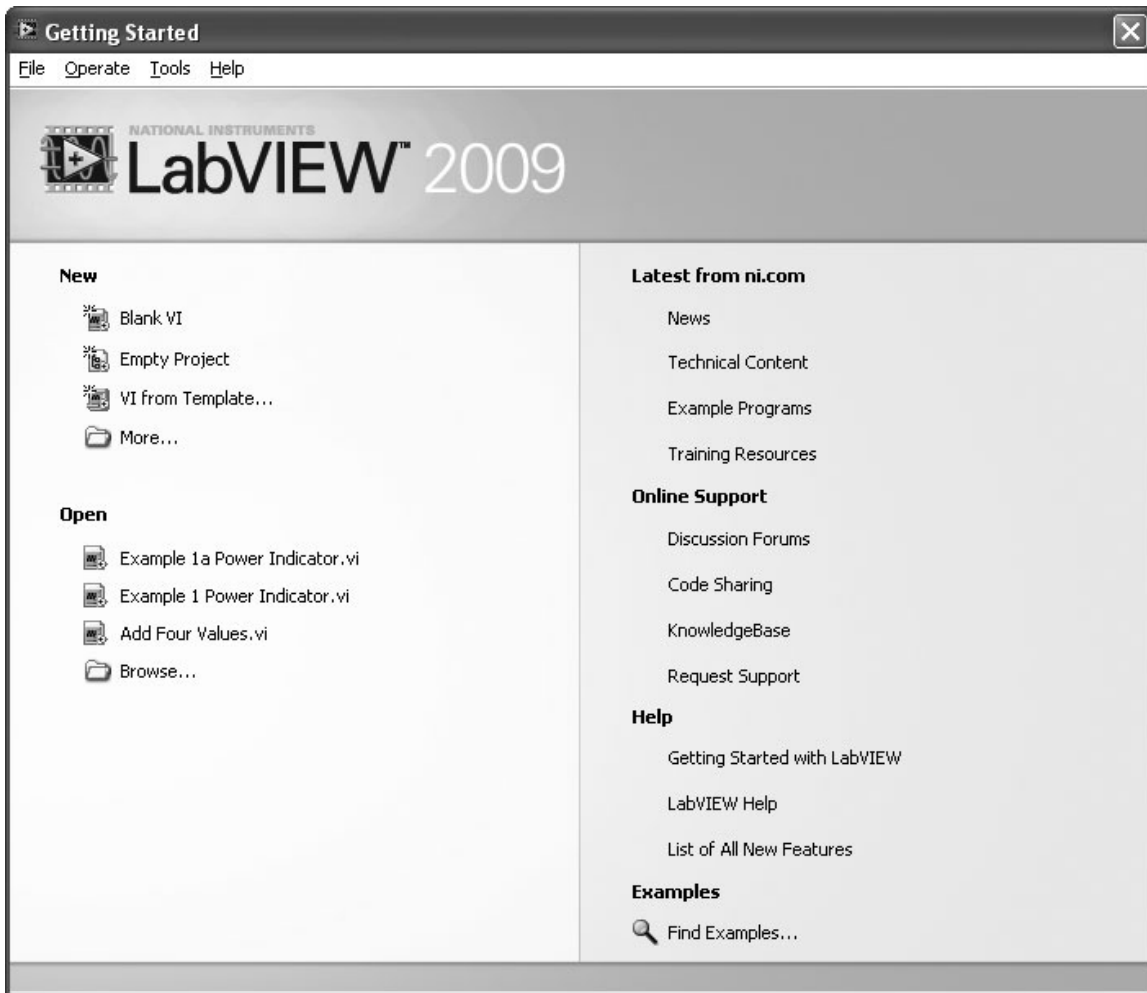 Getting Started
File Operate Tools Help
NATIONAL INSTRUMENTS
LabVIEW™ 2009
New
Blank VI
Empty Project
VI from Template...
More...
Open
Example 1a Power Indicator.vi
Example 1 Power Indicator.vi
Add Four Values.vi
Browse...
Latest from ni.com
News
Technical Content
Example Programs
Training Resources
Online Support
Discussion Forums
Code Sharing
KnowledgeBase
Request Support
Help
Getting Started with LabVIEW
LabVIEW Help
List of All New Features
Examples
Find Examples...